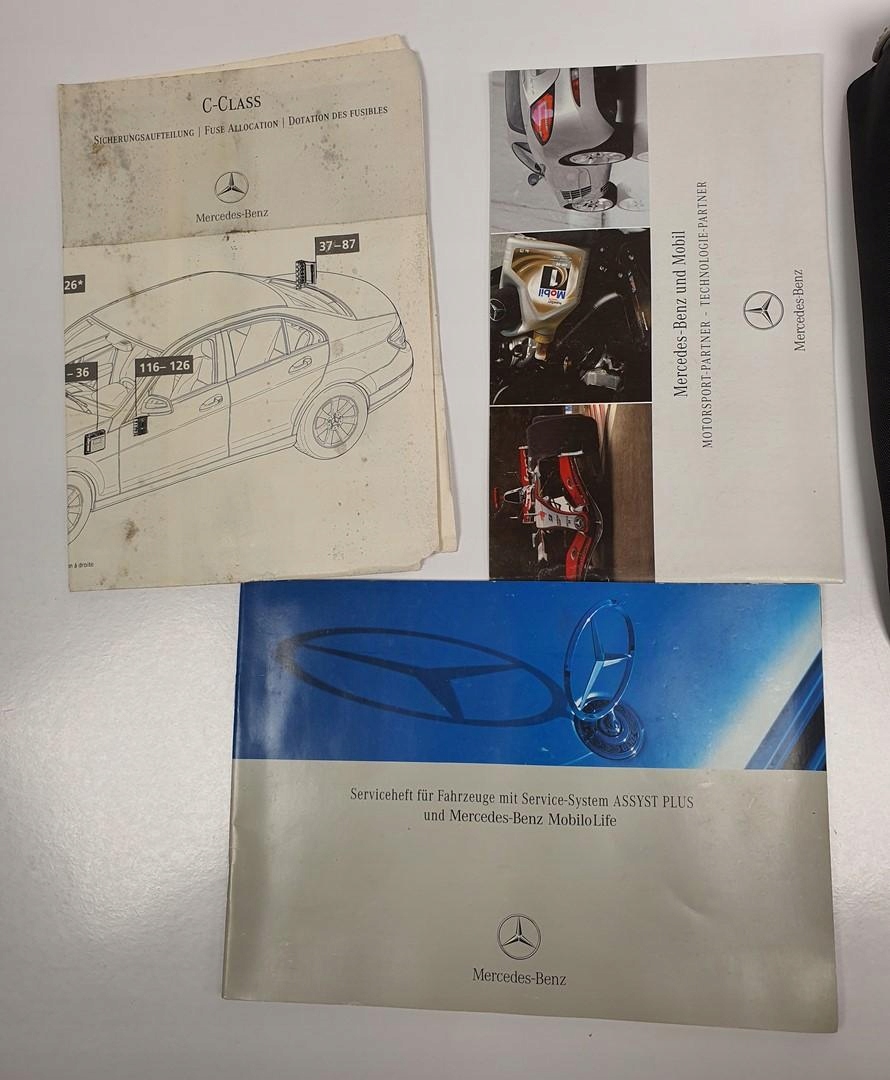 C-CLASS
SICHERUNGSAUFTEILUNG | FUSE ALLOCATION | DOTATION DES FUSIBLES
Mercedes-Benz
37–87
26*
– 36
116– 126
n à droite
Mercedes-Benz und Mobil
MOTORSPORT-PARTNER – TECHNOLOGIE-PARTNER
Mercedes-Benz
Mobil
1
Serviceheft für Fahrzeuge mit Service-System ASSYST PLUS
und Mercedes-Benz MobiloLife
Mercedes-Benz